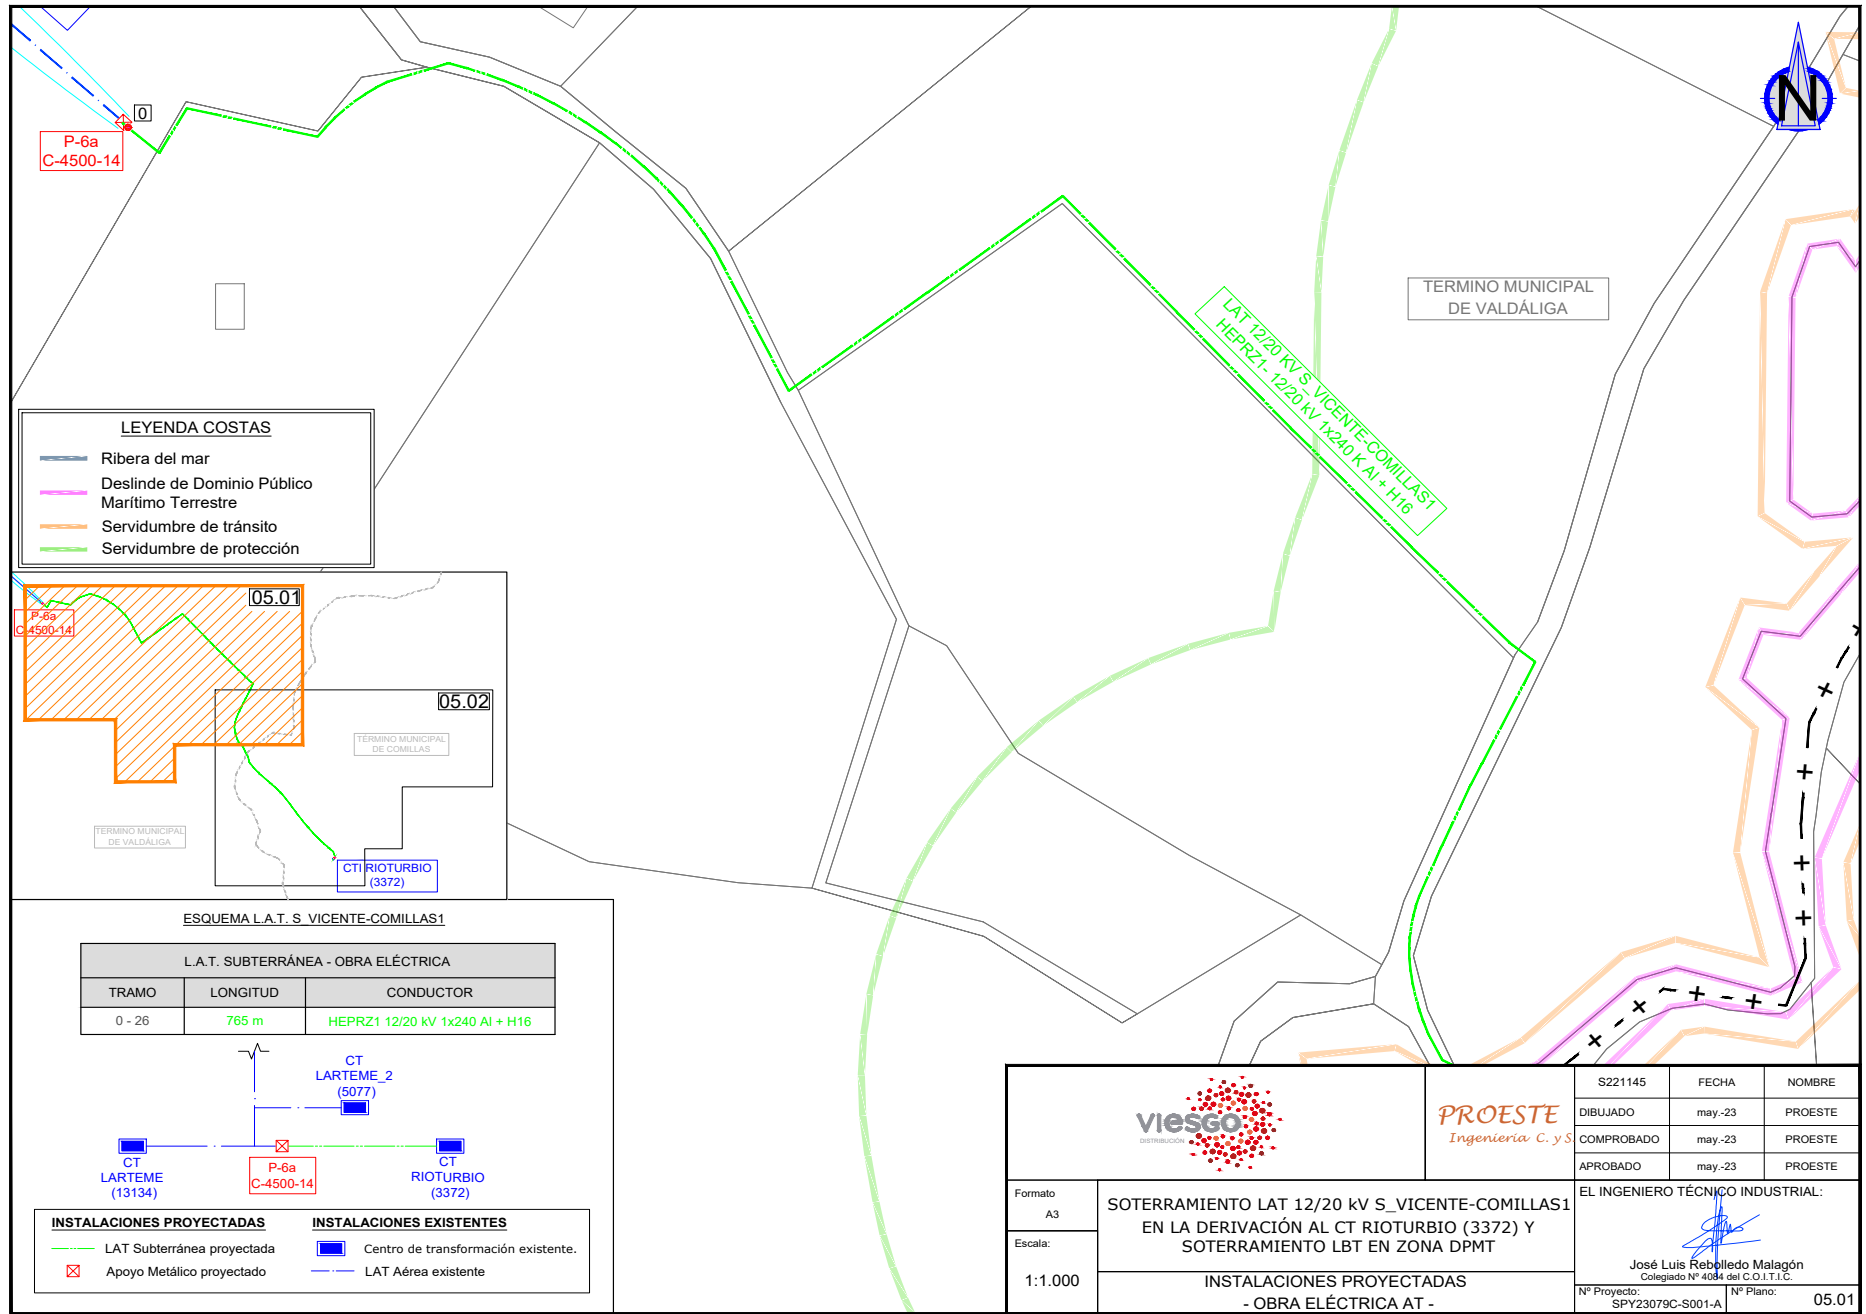 0
P-6a
C-4500-14
N
TERMINO MUNICIPAL
DE VALDÁLIGA
LAT 12/20 KV S_VICENTE-COMILLAS1
HEPRZ1- 12/20 kV 1x240 K Al + H16
LEYENDA COSTAS
Ribera del mar
Deslinde de Dominio Público
Marítimo Terrestre
Servidumbre de tránsito
Servidumbre de protección
05.01
P-6a
C-4500-14
05.02
TÉRMINO MUNICIPAL
DE COMILLAS
TERMINO MUNICIPAL
DE VALDALIGA
CTI RIOTURBIO
(3372)
ESQUEMA L.A.T. S_VICENTE-COMILLAS1
L.A.T. SUBTERRÁNEA - OBRA ELÉCTRICA
TRAMO LONGITUD CONDUCTOR
0 - 26 765 m HEPRZ1 12/20 kV 1x240 Al + H16
CT
LARTEME_2
(5077)
CT
LARTEME
(13134)
P-6a
C-4500-14
CT
RIOTURBIO
(3372)
INSTALACIONES PROYECTADAS
LAT Subterránea proyectada
Apoyo Metálico proyectado
INSTALACIONES EXISTENTES
Centro de transformación existente.
LAT Aérea existente
viesgo
DISTRIBUCIÓN
PROESTE
Ingeniería C. y S.
S221145 FECHA NOMBRE
DIBUJADO may.-23 PROESTE
COMPROBADO may.-23 PROESTE
APROBADO may.-23 PROESTE
Formato
A3
Escala:
1:1.000
SOTERRAMIENTO LAT 12/20 kV S_VICENTE-COMILLAS1
EN LA DERIVACIÓN AL CT RIOTURBIO (3372) Y
SOTERRAMIENTO LBT EN ZONA DPMT
INSTALACIONES PROYECTADAS
- OBRA ELÉCTRICA AT -
EL INGENIERO TÉCNICO INDUSTRIAL:
José Luis Rebolledo Malagón
Colegiado Nº 4084 del C.O.I.T.I.C.
Nº Proyecto:
SPY23079C-S001-A
Nº Plano:
05.01